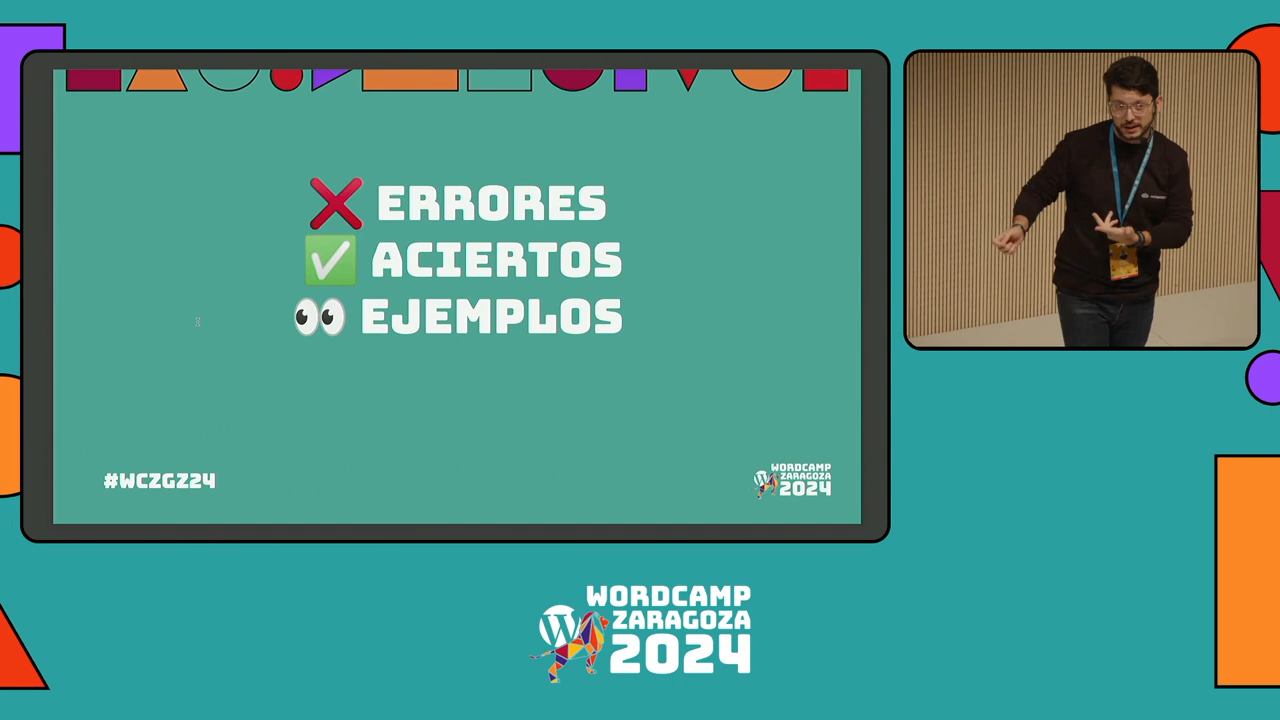 ❌ ERRORES
✅ ACIERTOS
👀 EJEMPLOS
#WCZGZ24
WORDCAMP
ZARAGOZA
2024
WORDCAMP
ZARAGOZA
2024